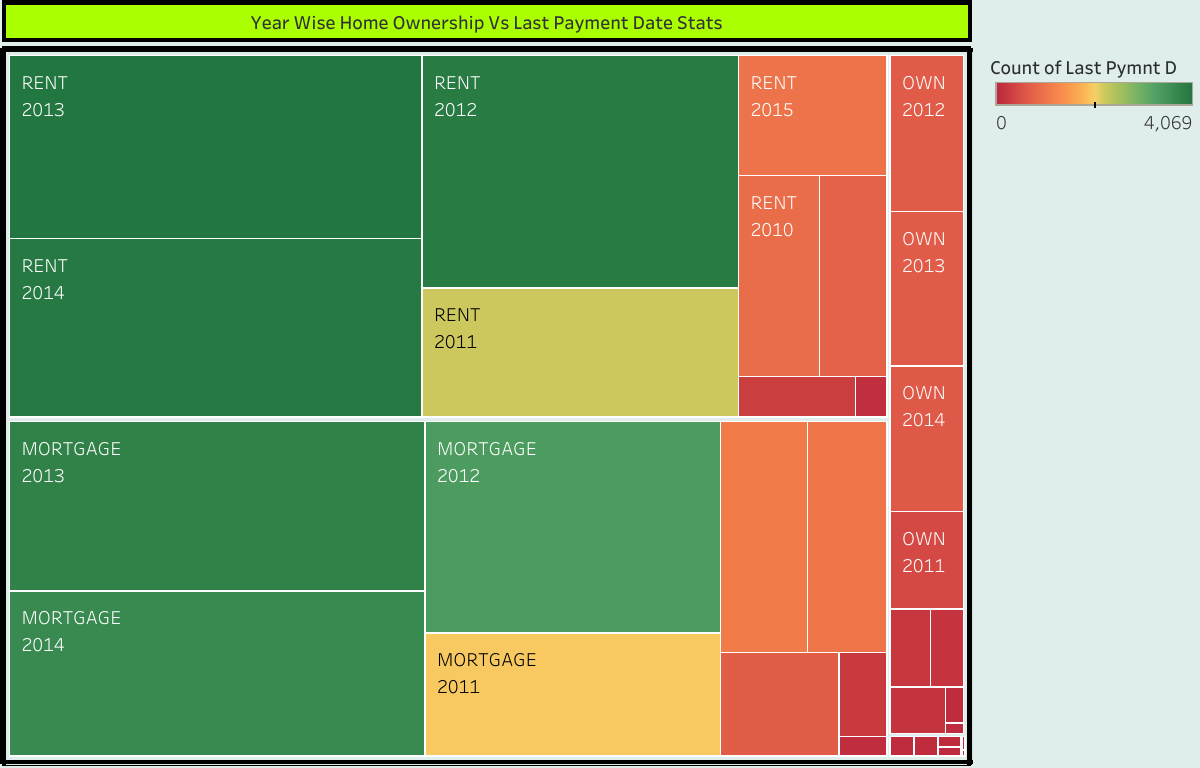 Year Wise Home Ownership Vs Last Payment Date Stats
RENT
2013
RENT
2014
RENT
2012
RENT
2011
RENT
2015
RENT
2010
MORTGAGE
2013
MORTGAGE
2014
MORTGAGE
2012
MORTGAGE
2011
OWN
2012
OWN
2013
OWN
2014
OWN
2011
Count of Last Pymnt D
0 4,069